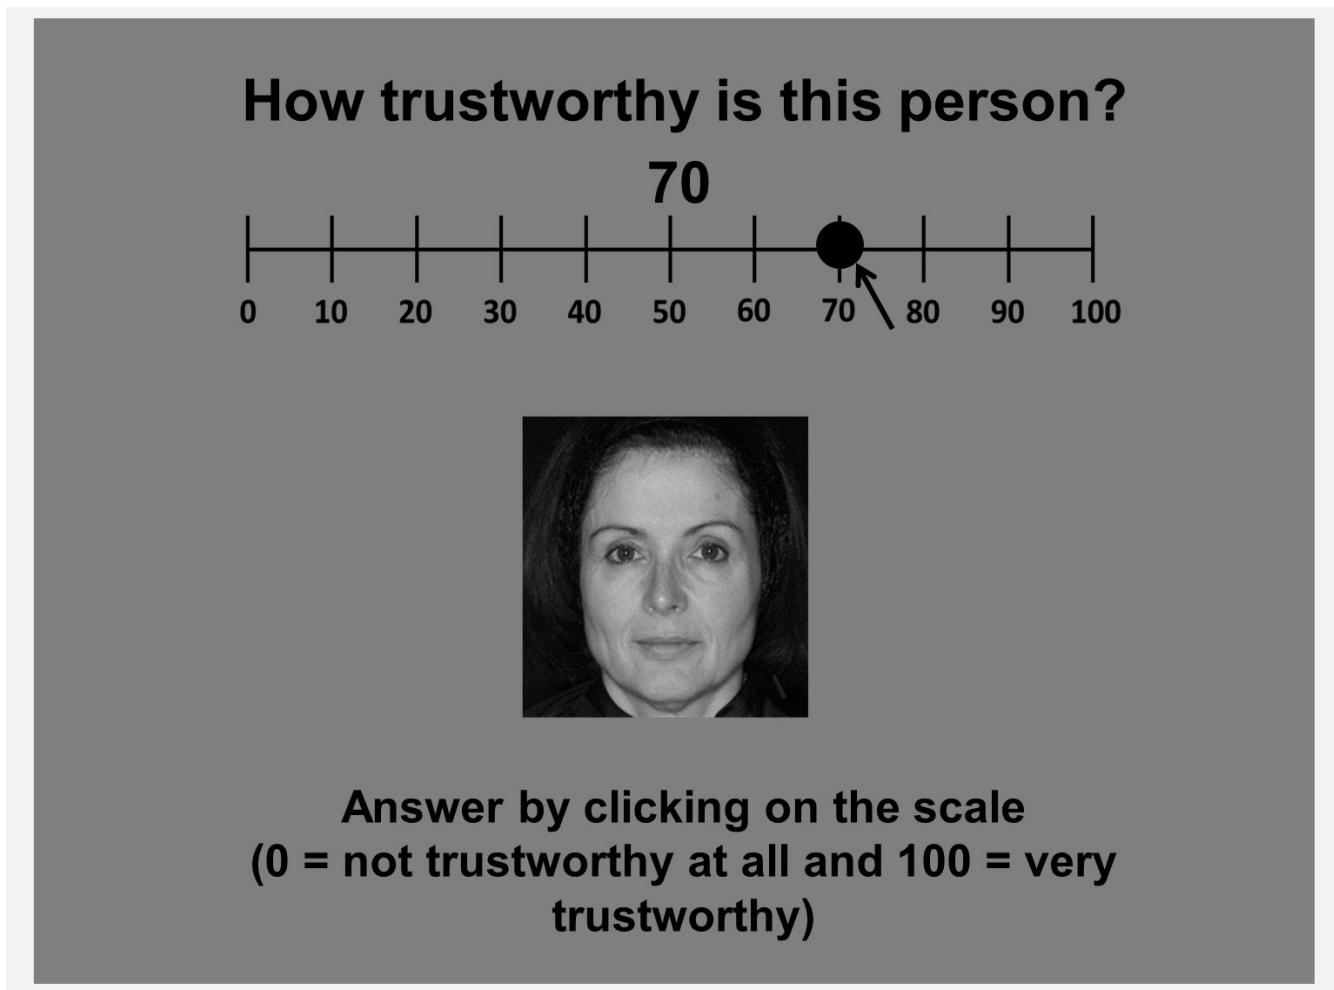 How trustworthy is this person?
70
0 10 20 30 40 50 60 70 80 90 100
Answer by clicking on the scale
(0 = not trustworthy at all and 100 = very
trustworthy)